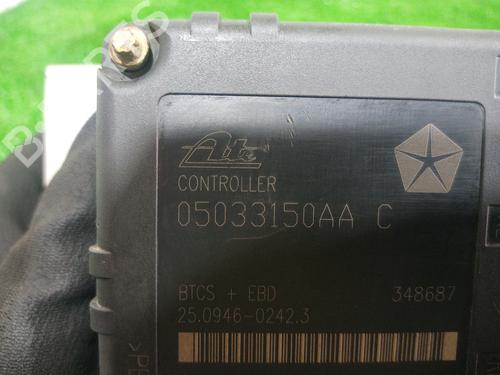 Ate
CONTROLLER
05033150AA C
BTCS + EBD 348687
25.0946-0242.3